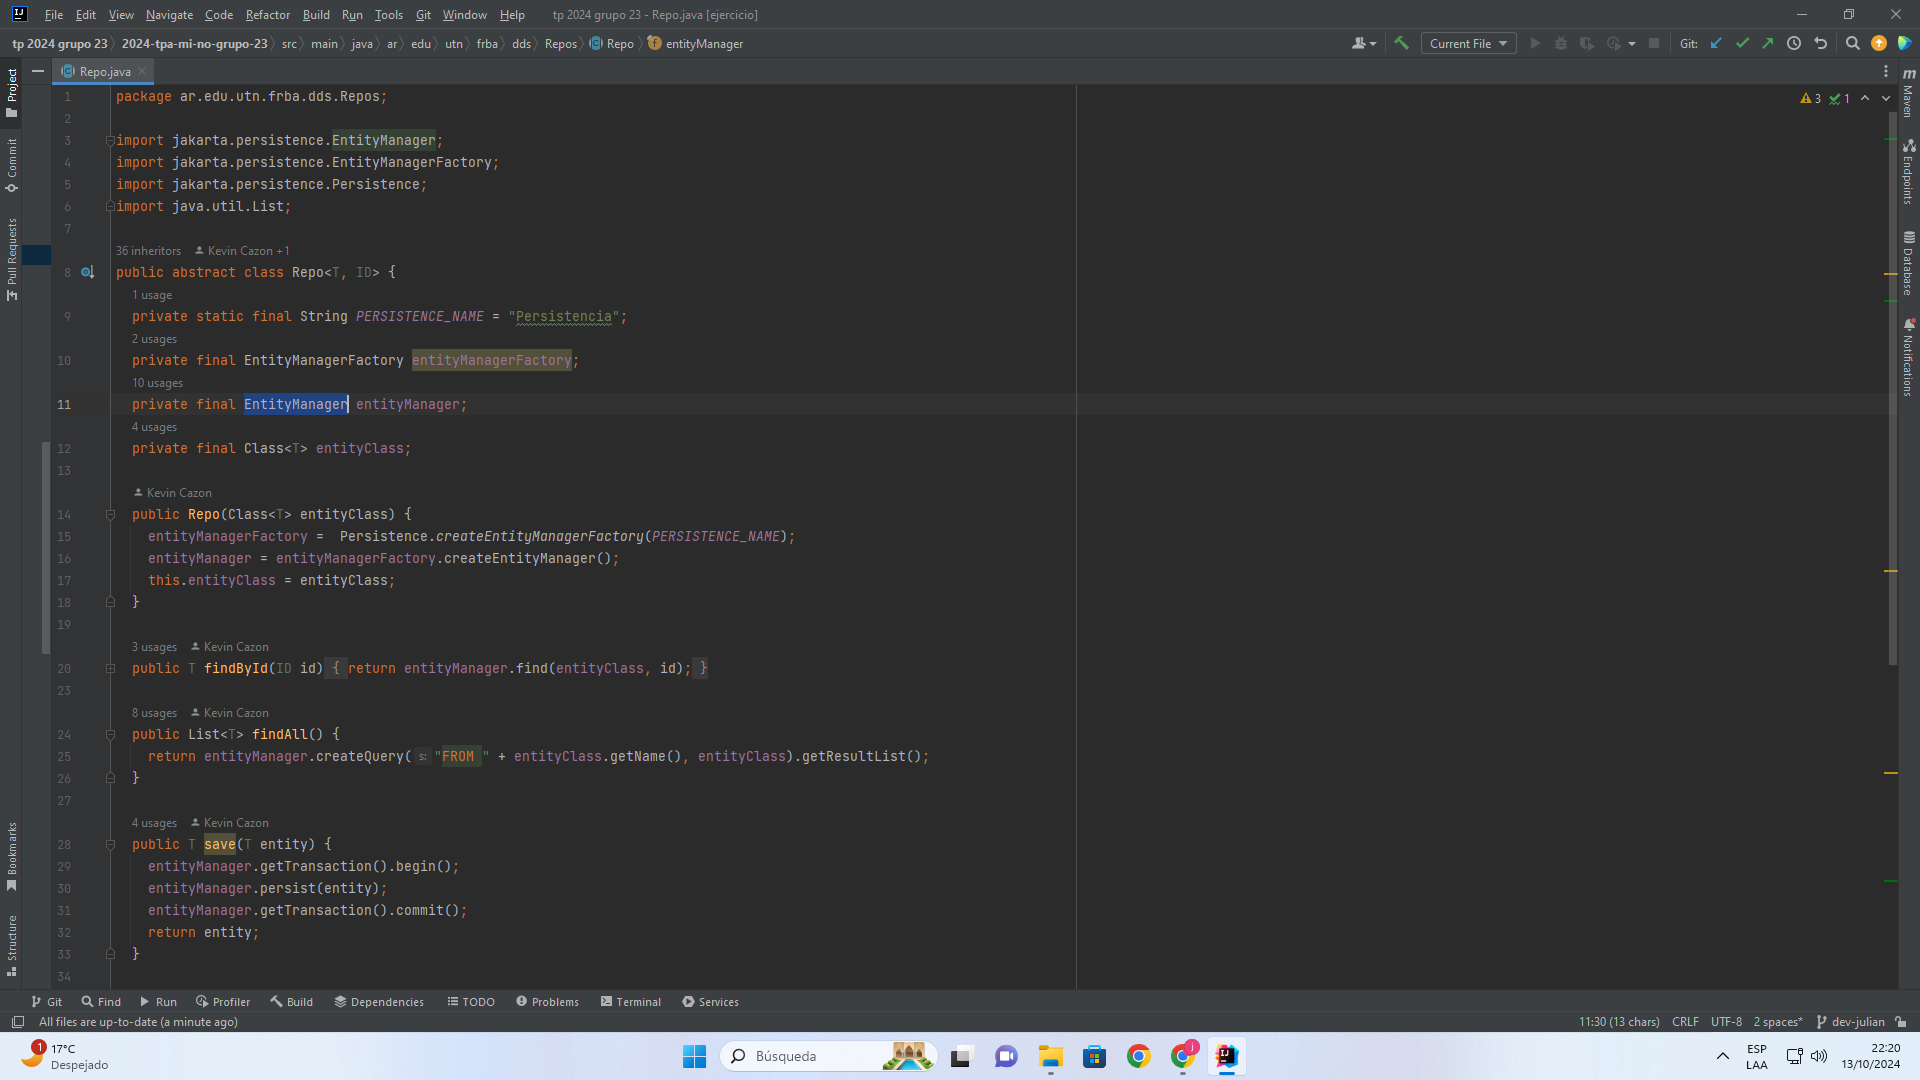 File Edit View Navigate Code Refactor Build Run Tools Git Window Help tp 2024 grupo 23 - Repo.java [ejercicio]
tp 2024 grupo 23 2024-tpa-mi-no-grupo-23 src main java ar edu utn frba dds Repos Repo entityManager Current File Git:
Project
Commit
Pull Requests
Bookmarks
Structure
Repo.java
3 1
1 package ar.edu.utn.frba.dds.Repos;
2
3 import jakarta.persistence.EntityManager;
4 import jakarta.persistence.EntityManagerFactory;
5 import jakarta.persistence.Persistence;
6 import java.util.List;
7
36 inheritors Kevin Cazon +1
8 public abstract class Repo<T, ID> {
1 usage
9 private static final String PERSISTENCE_NAME = "Persistencia";
2 usages
10 private final EntityManagerFactory entityManagerFactory;
10 usages
11 private final EntityManager entityManager;
4 usages
12 private final Class<T> entityClass;
13
Kevin Cazon
14 public Repo(Class<T> entityClass) {
15 entityManagerFactory =  Persistence.createEntityManagerFactory(PERSISTENCE_NAME);
16 entityManager = entityManagerFactory.createEntityManager();
17 this.entityClass = entityClass;
18 }
19
3 usages Kevin Cazon
20 public T findById(ID id) { return entityManager.find(entityClass, id); }
23
8 usages Kevin Cazon
24 public List<T> findAll() {
25 return entityManager.createQuery( s: "FROM " + entityClass.getName(), entityClass).getResultList();
26 }
27
4 usages Kevin Cazon
28 public T save(T entity) {
29 entityManager.getTransaction().begin();
30 entityManager.persist(entity);
31 entityManager.getTransaction().commit();
32 return entity;
33 }
34
Maven
Endpoints
Database
Notifications
Git Find Run Profiler Build Dependencies TODO Problems Terminal Services
All files are up-to-date (a minute ago) 11:30 (13 chars) CRLF UTF-8 2 spaces* dev-julian
1 17°C
Despejado
Búsqueda
ESP
LAA
22:20
13/10/2024